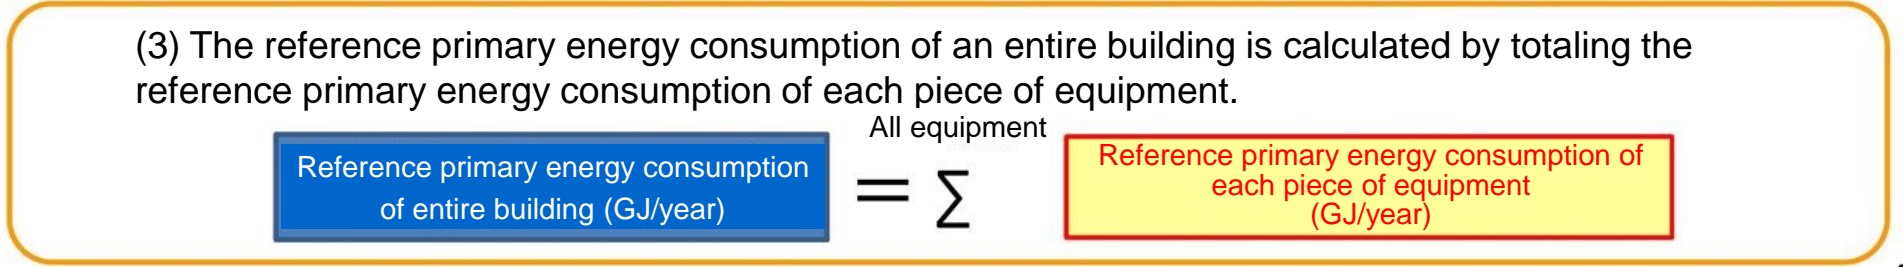 (3) The reference primary energy consumption of an entire building is calculated by totaling the
reference primary energy consumption of each piece of equipment.
All equipment
Reference primary energy consumption
of entire building (GJ/year)
= ∑
Reference primary energy consumption of
each piece of equipment
(GJ/year)